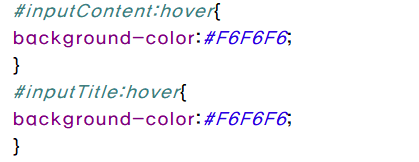 #inputContent:hover{
background-color:#F6F6F6;
}
#inputTitle:hover{
background-color:#F6F6F6;
}